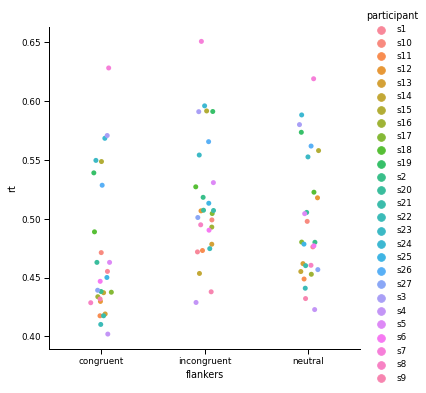 participant
s1
s10
s11
s12
s13
s14
s15
s16
s17
s18
s19
s2
s20
s21
s22
s23
s24
s25
s26
s27
s3
s4
s5
s6
s7
s8
s9
0.65
0.60
0.55
0.50
0.45
0.40
rt
congruent incongruent neutral
flankers